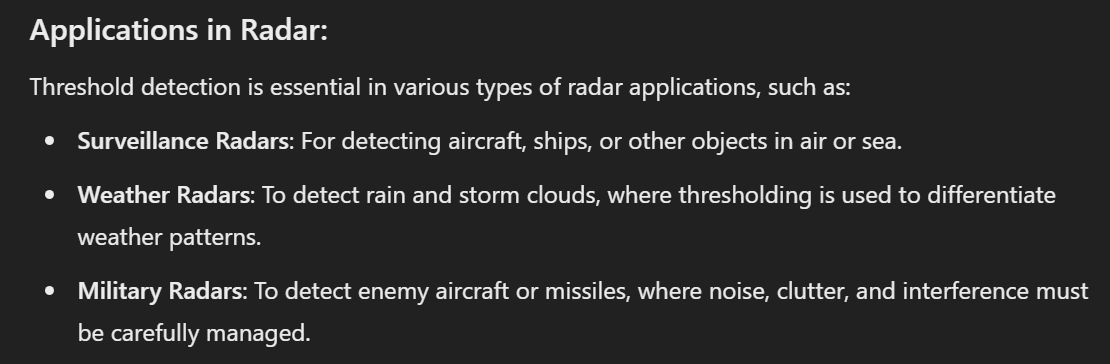 Applications in Radar:
Threshold detection is essential in various types of radar applications, such as:
• Surveillance Radars: For detecting aircraft, ships, or other objects in air or sea.
• Weather Radars: To detect rain and storm clouds, where thresholding is used to differentiate
weather patterns.
• Military Radars: To detect enemy aircraft or missiles, where noise, clutter, and interference must
be carefully managed.